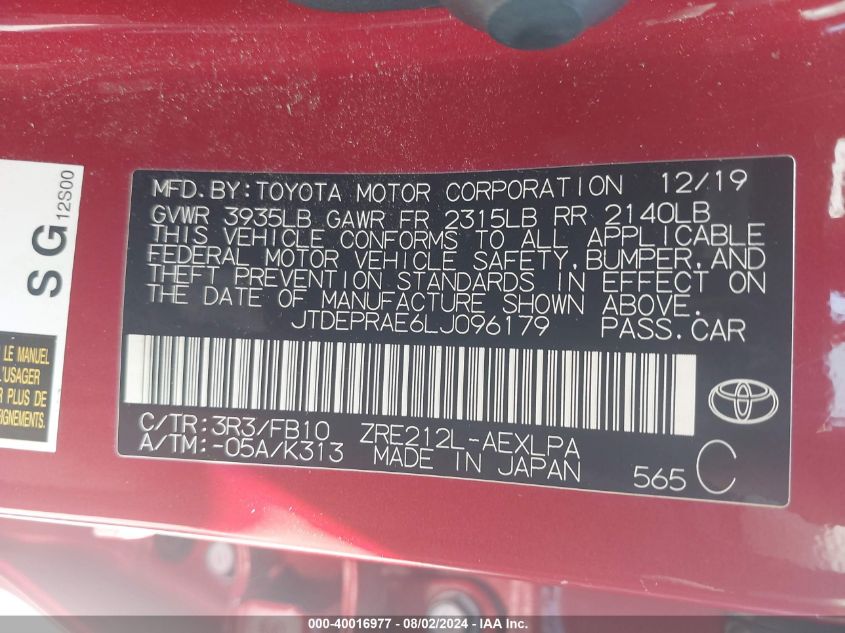 MFD. BY: TOYOTA MOTOR CORPORATION 12/19
GVWR 3935LB GAWR FR 2315LB RR 2140LB
THIS VEHICLE CONFORMS TO ALL APPLICABLE
FEDERAL MOTOR VEHICLE SAFETY, BUMPER, AND
THEFT PREVENTION STANDARDS IN EFFECT ON
THE DATE OF MANUFACTURE SHOWN ABOVE.
JTDEPRAE6LJ096179 PASS. CAR
C/TR: 3R3/FB10 ZRE212L-AEXLPA
A/TM: -05A/K313 MADE IN JAPAN
565 C
SG
12S00
LE MANUEL
L'USAGER
PLUS DE
000-40016977 - 08/02/2024 - IAA, Inc.